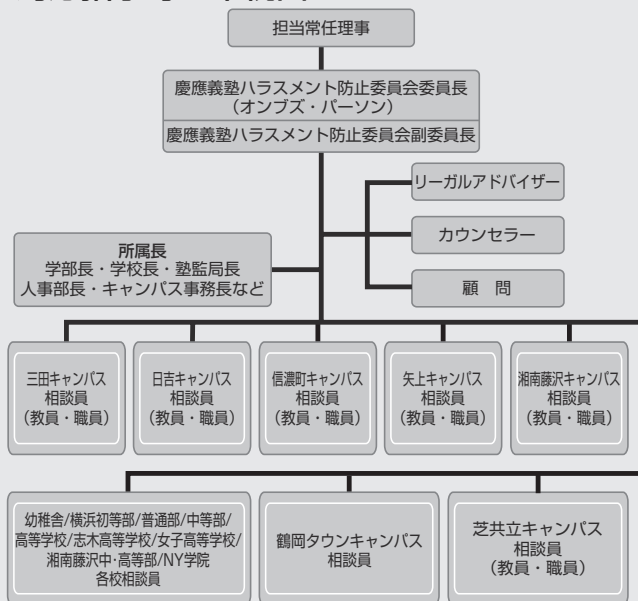 担当常任理事
慶應義塾ハラスメント防止委員会委員長
（オンブズ・パーソン）
慶應義塾ハラスメント防止委員会副委員長
リーガルアドバイザー
カウンセラー
顧　問
所属長
学部長・学校長・塾監局長
人事部長・キャンパス事務長など
三田キャンパス
相談員
（教員・職員）
日吉キャンパス
相談員
（教員・職員）
信濃町キャンパス
相談員
（教員・職員）
矢上キャンパス
相談員
（教員・職員）
湘南藤沢キャンパス
相談員
（教員・職員）
幼稚舎/横浜初等部/普通部/中等部/
高等学校/志木高等学校/女子高等学校/
湘南藤沢中・高等部/NY学院
各校相談員
鶴岡タウンキャンパス
相談員
芝共立キャンパス
相談員
（教員・職員）